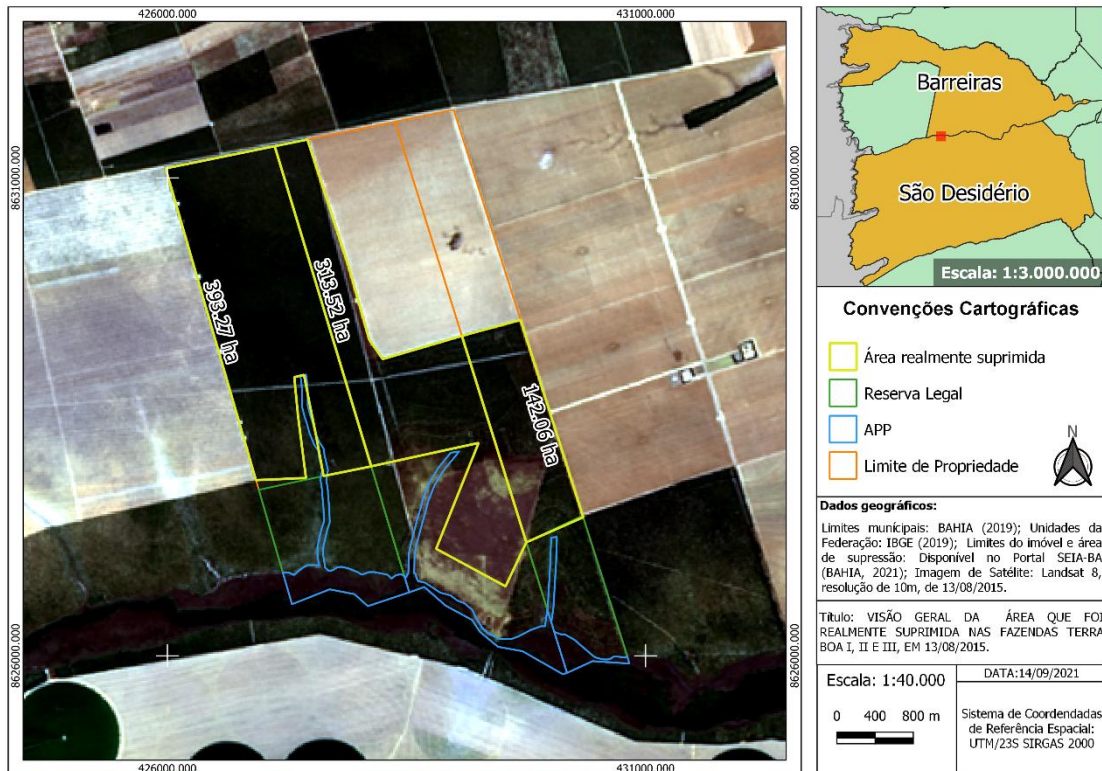 426000.000
431000.000
8631000.000
8631000.000
393.27 ha
313.52 ha
142.06 ha
8626000.000
8626000.000
426000.000
431000.000
Barreiras
São Desidério
Escala: 1:3.000.000
Convenções Cartográficas
Área realmente suprimida
Reserva Legal
APP
Limite de Propriedade
N
Dados geográficos:
Limites munícipais: BAHIA (2019); Unidades da
Federação: IBGE (2019); Limites do imóvel e área
de supressão: Disponível no Portal SEIA-BA
(BAHIA, 2021); Imagem de Satélite: Landsat 8,
resolução de 10m, de 13/08/2015.
Título: VISÃO GERAL DA ÁREA QUE FOI
REALMENTE SUPRIMIDA NAS FAZENDAS TERRA
BOA I, II E III, EM 13/08/2015.
Escala: 1:40.000
0 400 800 m
DATA:14/09/2021
Sistema de Coordendadas
de Referência Espacial:
UTM/23S SIRGAS 2000